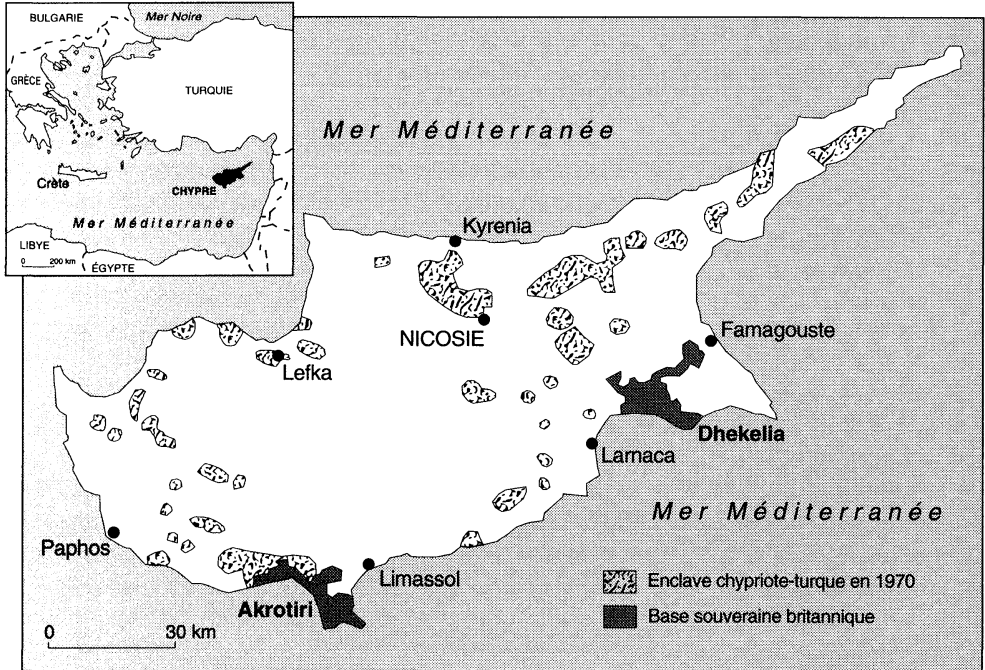 BULGARIE
Mer Noire
GRÈCE
TURQUIE
Crète
CHYPRE
Mer Méditerranée
LIBYE
0 200 km
ÉGYPTE
Mer Méditerranée
Kyrenia
NICOSIE
Famagouste
Lefka
Dhekelia
Larnaca
Mer Méditerranée
Paphos
Limassol
Akrotiri
Enclave chypriote-turque en 1970
Base souveraine britannique
0 30 km